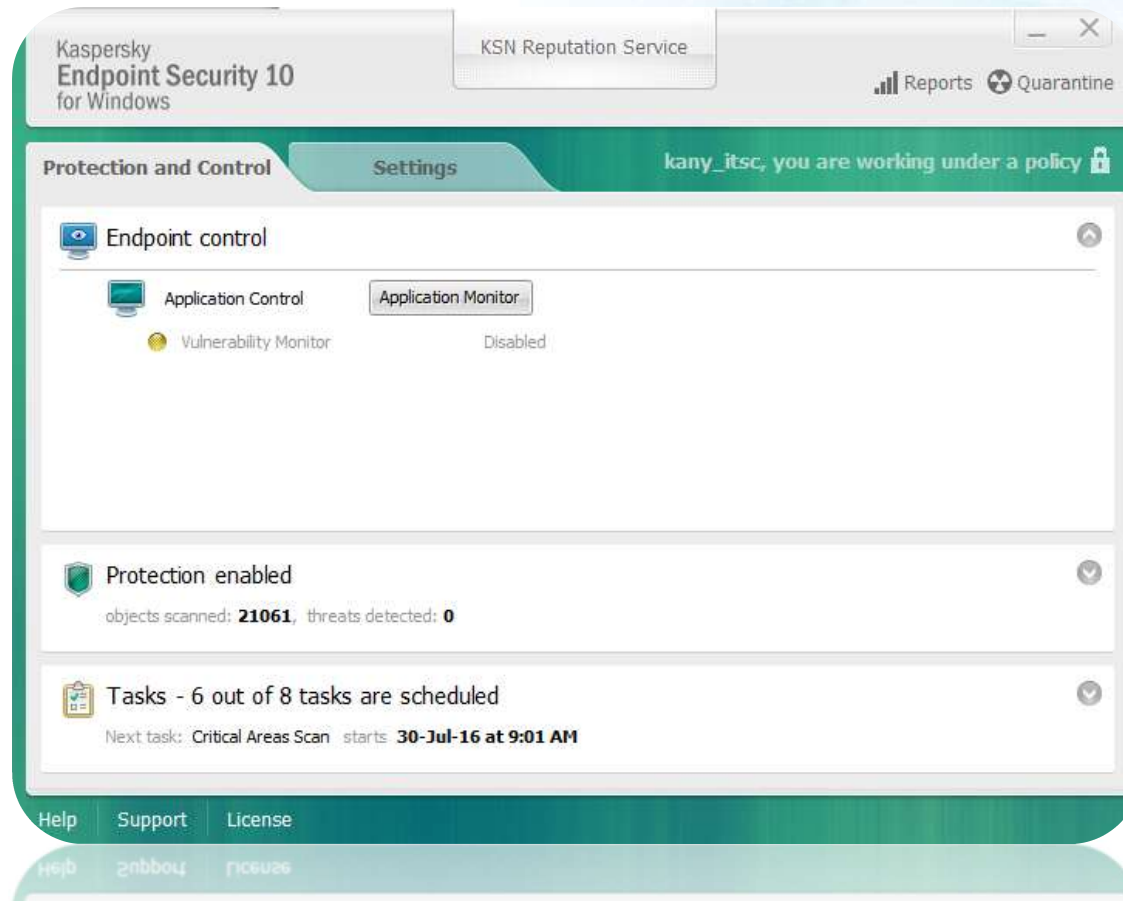 Kaspersky
Endpoint Security 10
for Windows
KSN Reputation Service
Reports Quarantine
Protection and Control Settings kany_itsc, you are working under a policy
Endpoint control
Application Control Application Monitor
Vulnerability Monitor Disabled
Protection enabled
objects scanned: 21061, threats detected: 0
Tasks - 6 out of 8 tasks are scheduled
Next task: Critical Areas Scan starts 30-Jul-16 at 9:01 AM
Help Support License